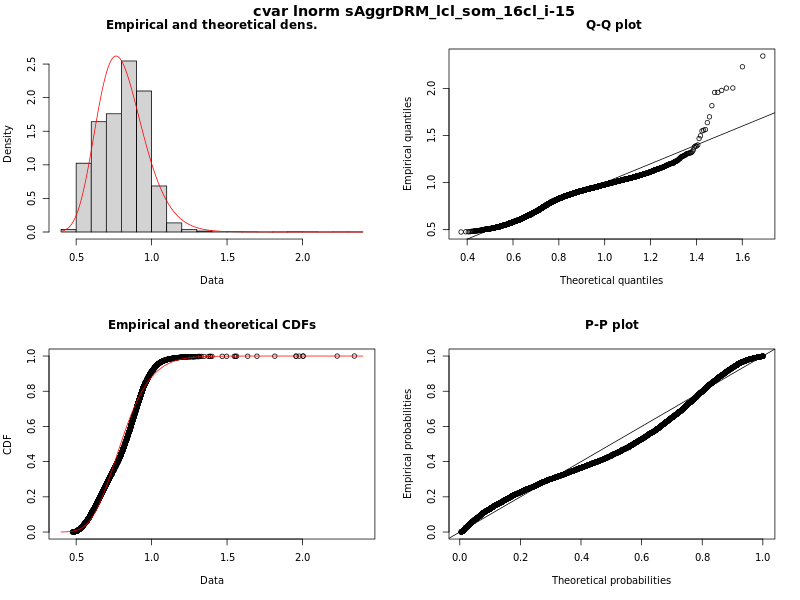 cvar lnorm sAggrDRM_lcl_som_16cl_i-15
Empirical and theoretical dens.
Density
0.0 0.5 1.0 1.5 2.0 2.5
0.5 1.0 1.5 2.0
Data
Q-Q plot
Empirical quantiles
0.5 1.0 1.5 2.0
0.4 0.6 0.8 1.0 1.2 1.4 1.6
Theoretical quantiles
Empirical and theoretical CDFs
CDF
0.0 0.2 0.4 0.6 0.8 1.0
0.5 1.0 1.5 2.0
Data
P-P plot
Empirical probabilities
0.0 0.2 0.4 0.6 0.8 1.0
0.0 0.2 0.4 0.6 0.8 1.0
Theoretical probabilities